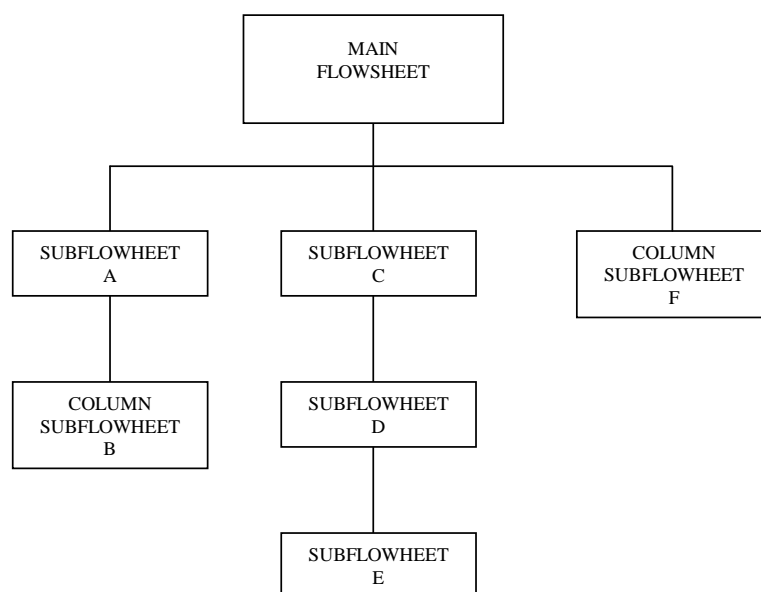 MAIN
FLOWSHEET
SUBFLOWHEET
A
SUBFLOWHEET
C
COLUMN
SUBFLOWHEET
F
COLUMN
SUBFLOWHEET
B
SUBFLOWHEET
D
SUBFLOWHEET
E